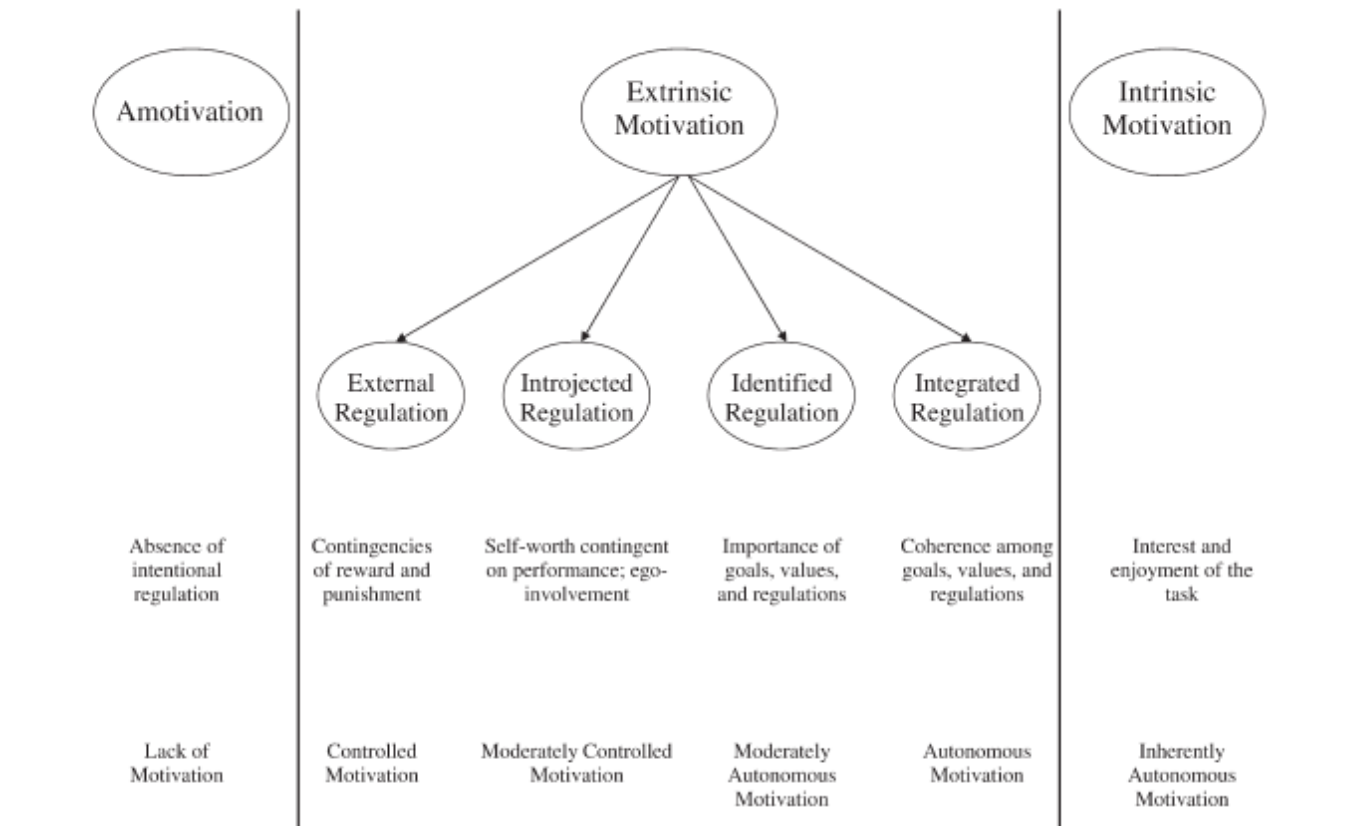 Amotivation
Extrinsic
Motivation
Intrinsic
Motivation
External
Regulation
Introjected
Regulation
Identified
Regulation
Integrated
Regulation
Absence of
intentional
regulation
Contingencies
of reward and
punishment
Self-worth contingent
on performance; ego-
involvement
Importance of
goals, values,
and regulations
Coherence among
goals, values, and
regulations
Interest and
enjoyment of the
task
Lack of
Motivation
Controlled
Motivation
Moderately Controlled
Motivation
Moderately
Autonomous
Motivation
Autonomous
Motivation
Inherently
Autonomous
Motivation